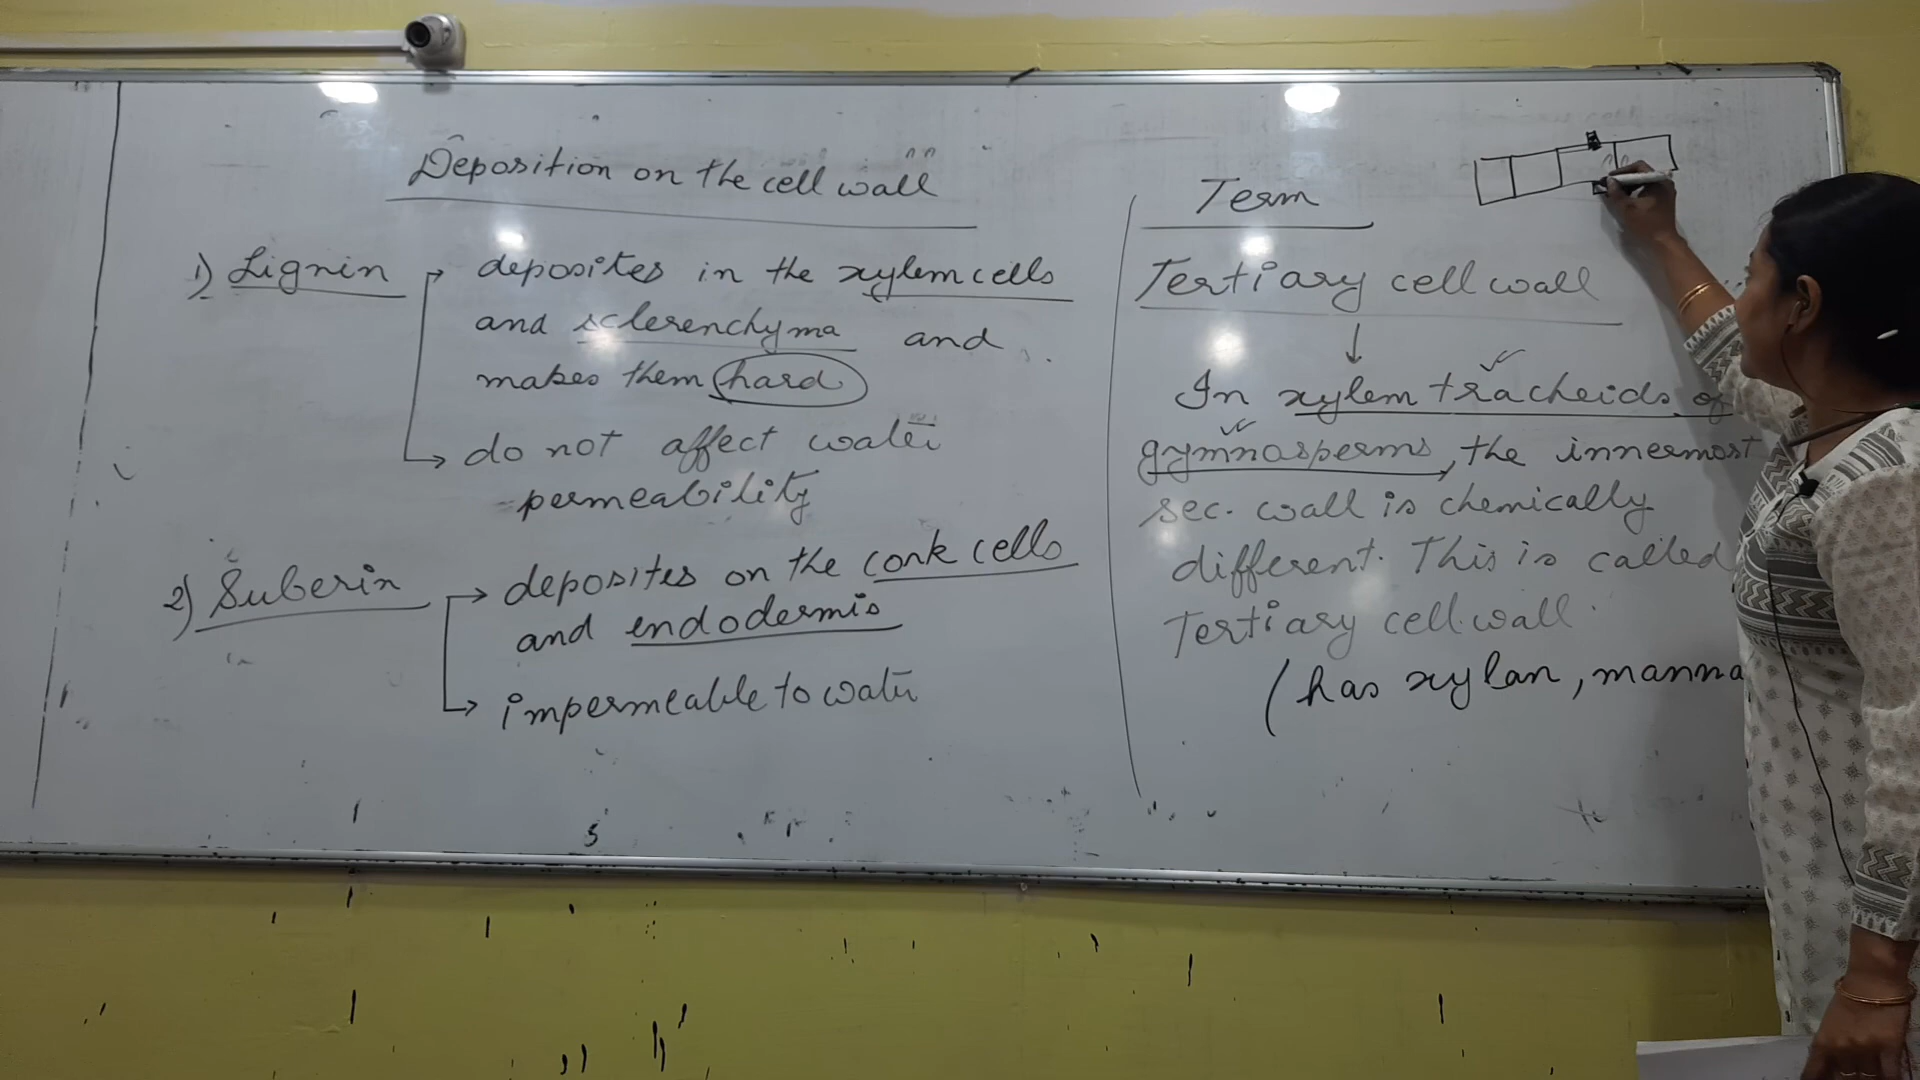 Deposition on the cell wall
1) Lignin
deposites in the xylem cells
and sclerenchyma and
makes them hard
do not affect water
permeability
2) Suberin
deposites on the cork cells
and endodermis
impermeable to water
Term
Tertiary cell wall
In xylem tracheids of
gymnosperms, the innermost
sec. wall is chemically
different. This is called
Tertiary cell wall.
(has xylan, manna